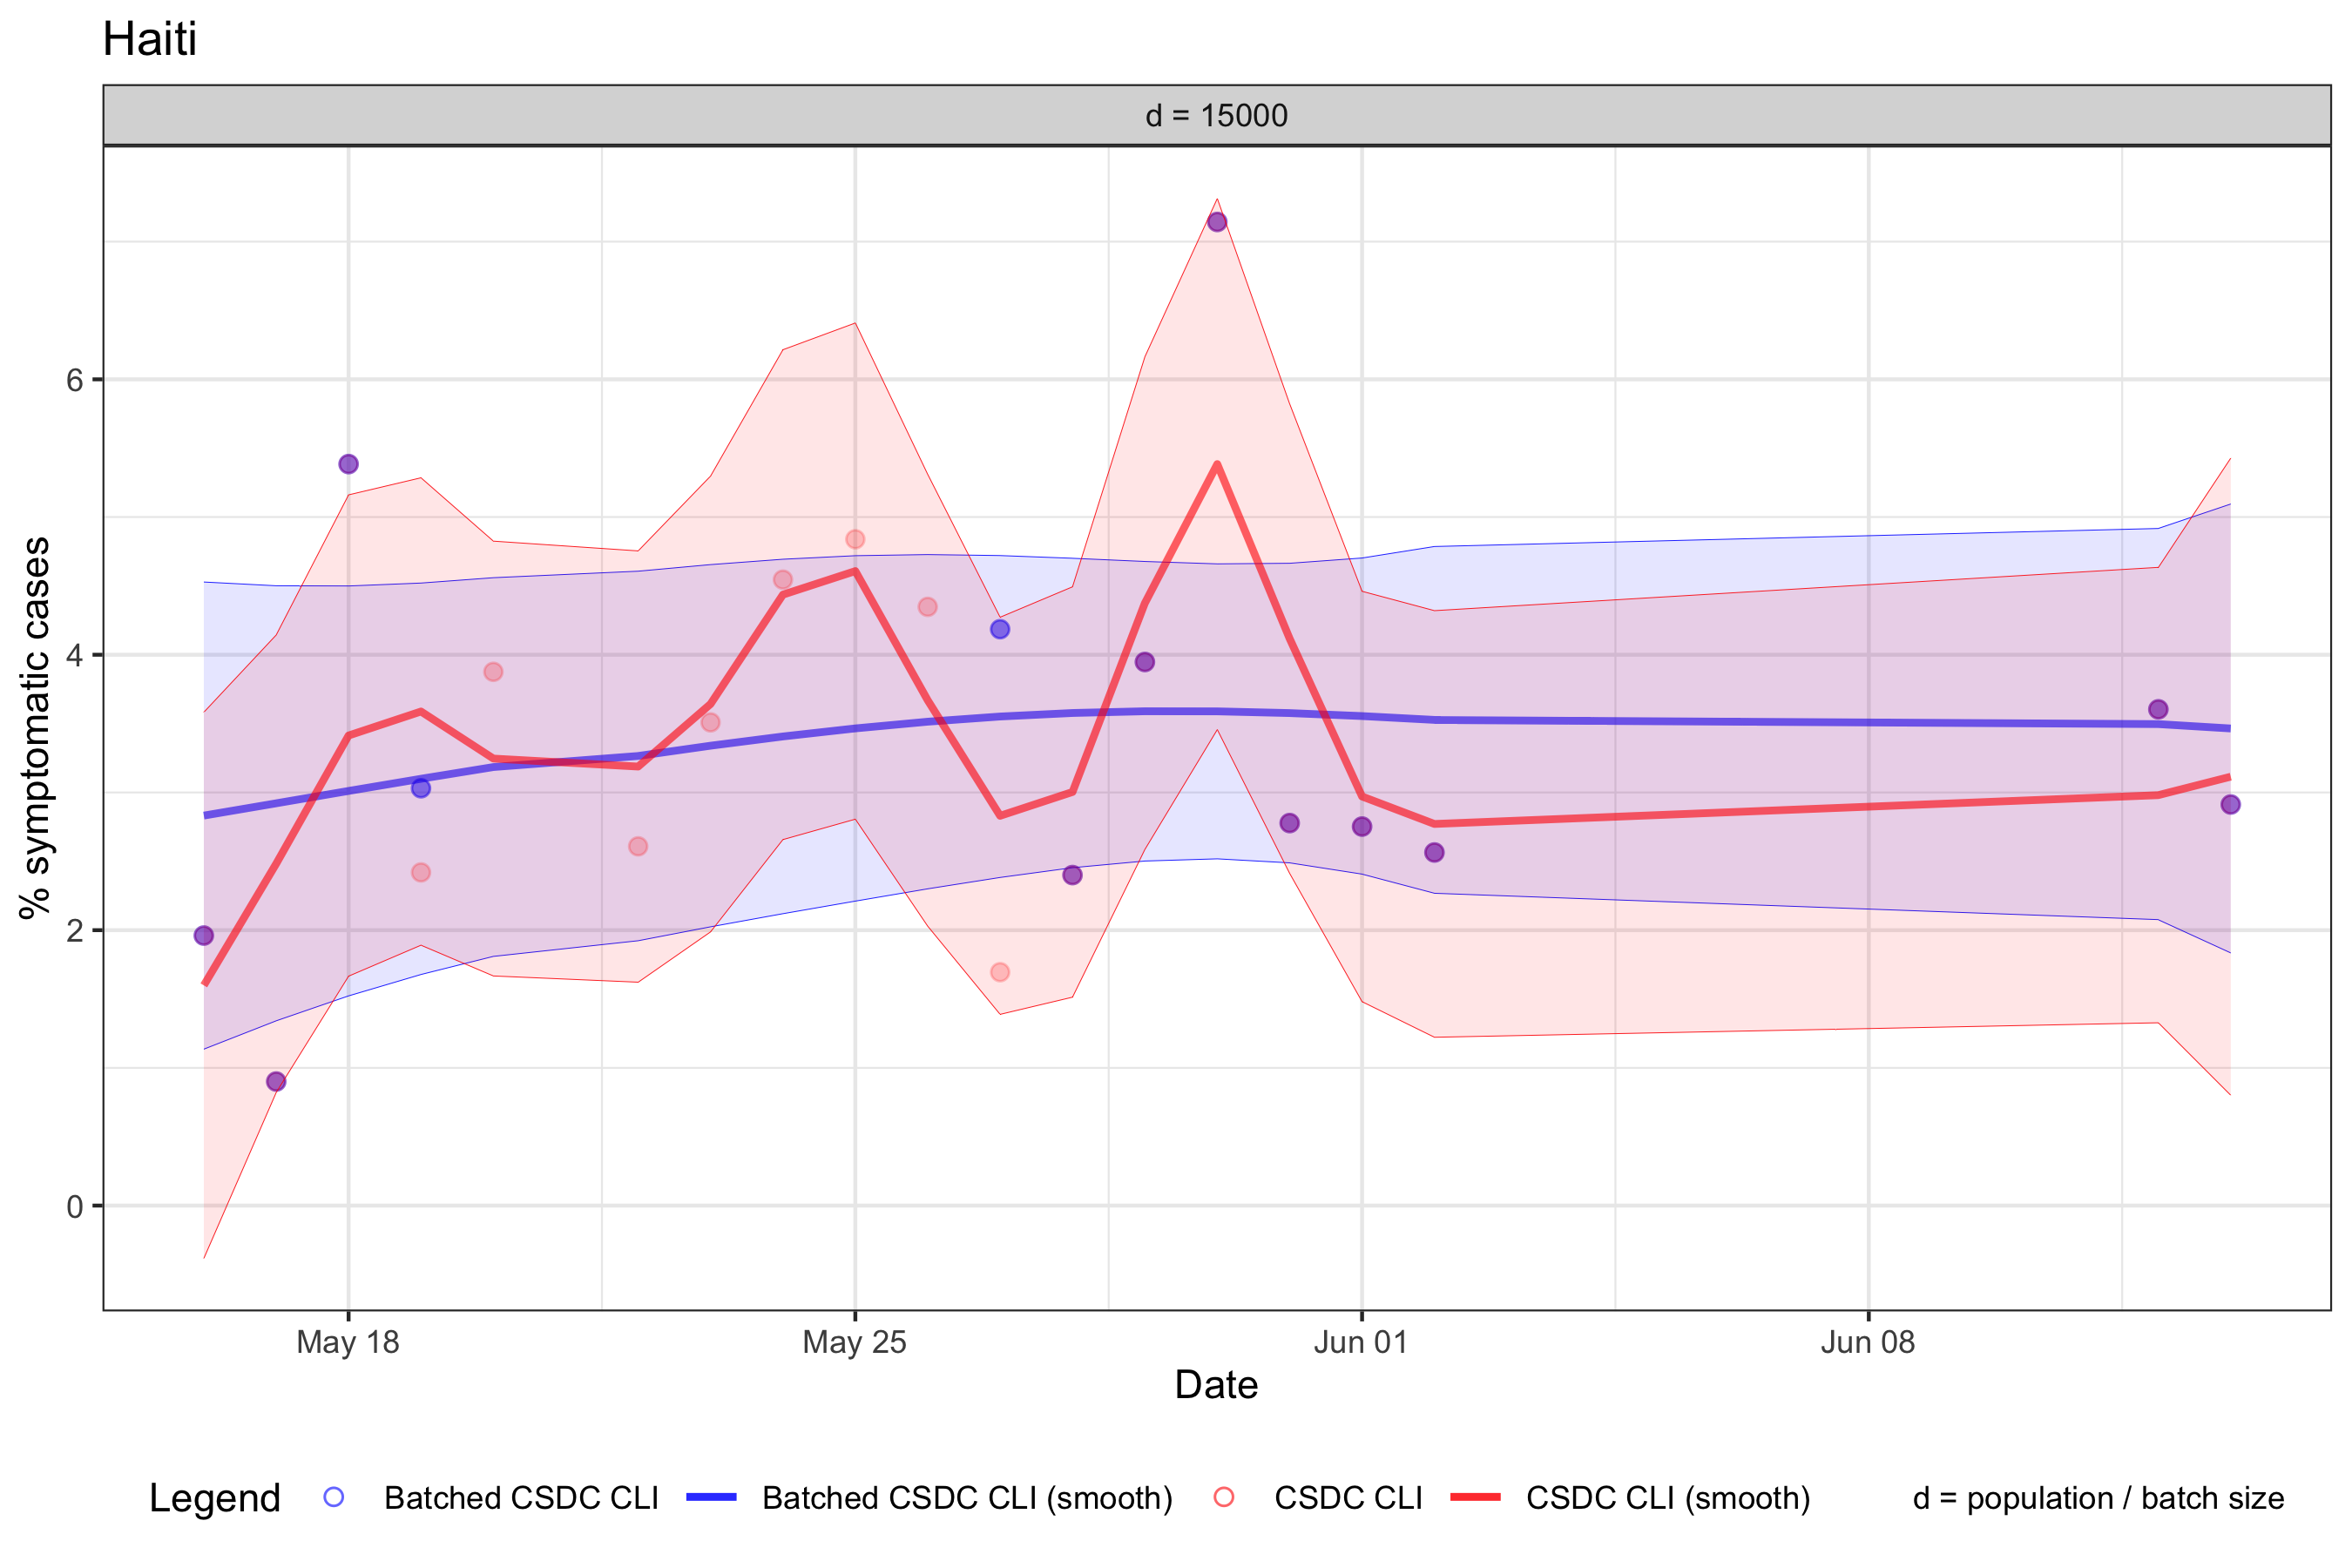 Haiti
d = 15000
% symptomatic cases
6
4
2
0
May 18 May 25 Jun 01 Jun 08
Date
Legend Batched CSDC CLI Batched CSDC CLI (smooth) CSDC CLI CSDC CLI (smooth) d = population / batch size